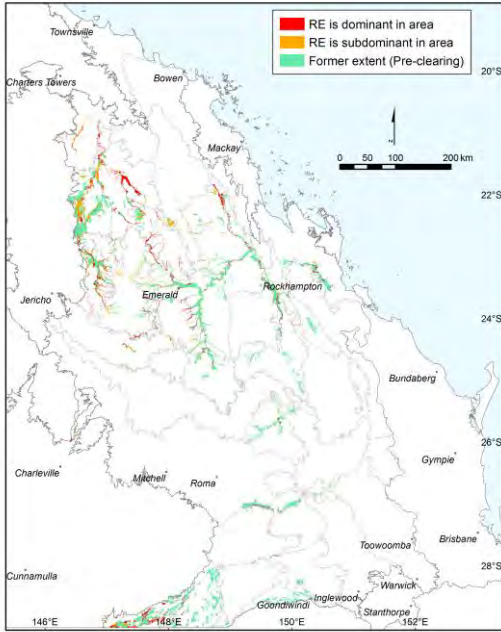 RE is dominant in area
RE is subdominant in area
Former extent (Pre-clearing)
Townsville
Charters Towers
Bowen
20°S
Mackay
0 50 100 200 km
22°S
Jericho
Emerald
Rockhampton
24°S
Bundaberg
26°S
Charleville
Mitchell
Roma
Gympie
Toowoomba
Brisbane
Cunnamulla
28°S
Goondiwindi
Inglewood
Warwick
Stanthorpe
146°E
148°E
150°E
152°E